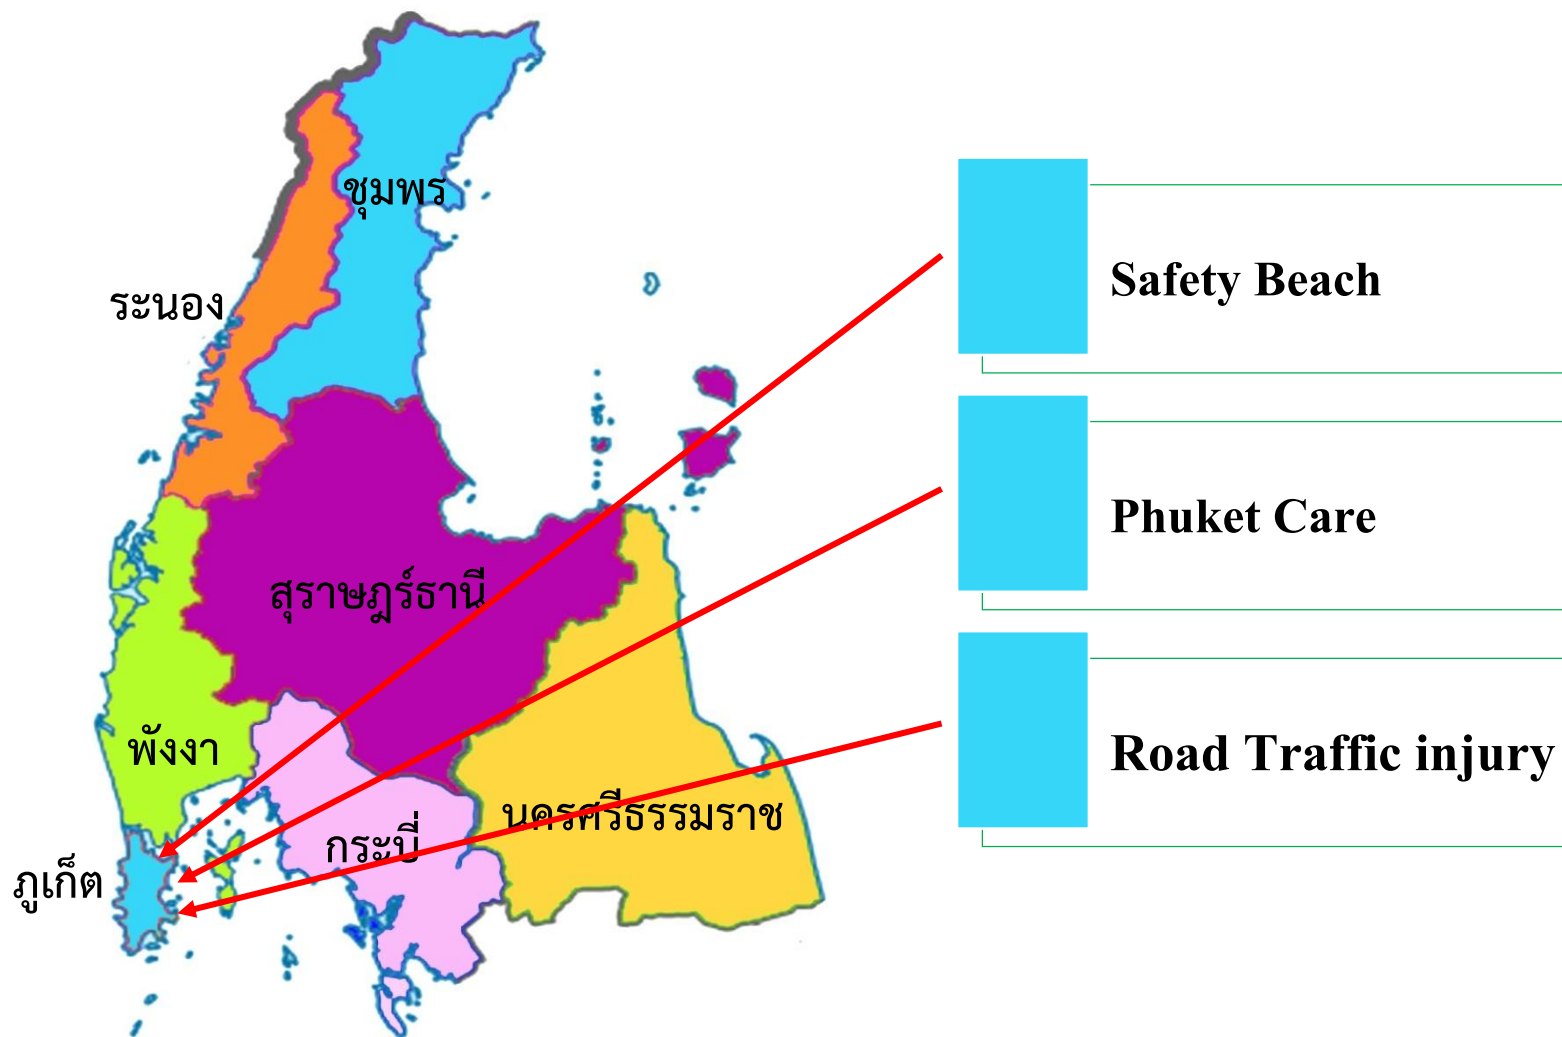 ชุมพร
ระนอง
สุราษฎร์ธานี
พังงา
นครศรีธรรมราช
กระบี่
ภูเก็ต
Safety Beach
Phuket Care
Road Traffic injury